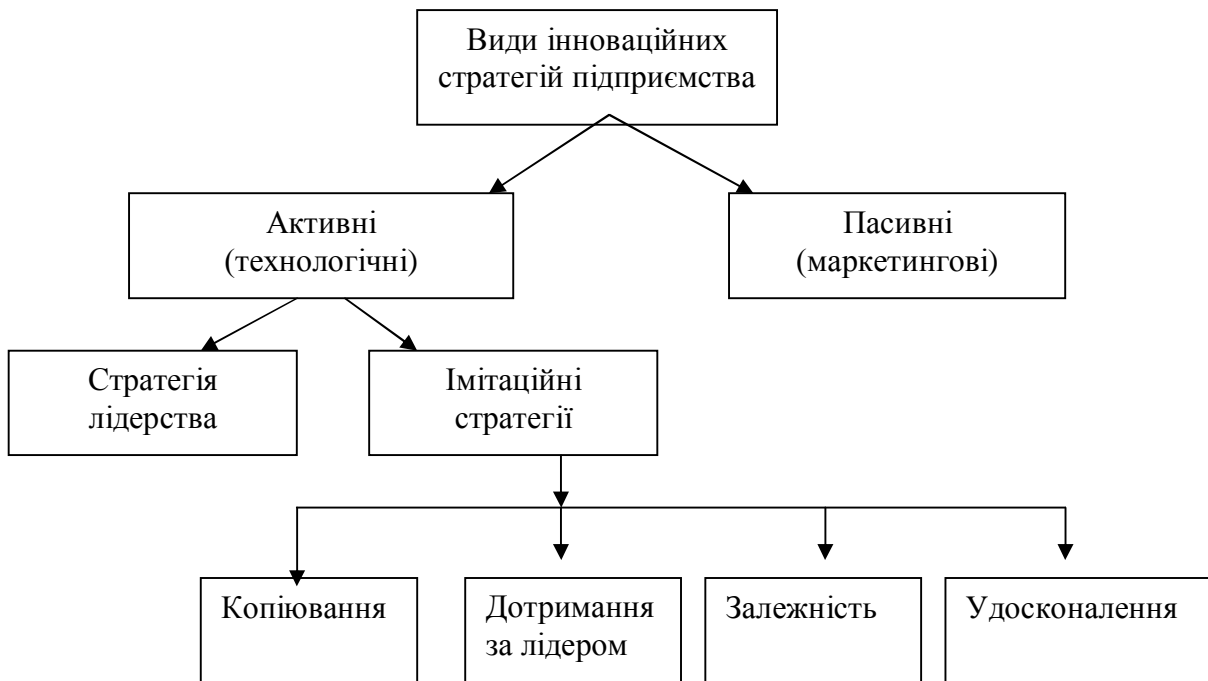 Види інноваційних
стратегій підприємства
Активні
(технологічні)
Пасивні
(маркетингові)
Стратегія
лідерства
Імітаційні
стратегії
Копіювання
Дотримання
за лідером
Залежність
Удосконалення